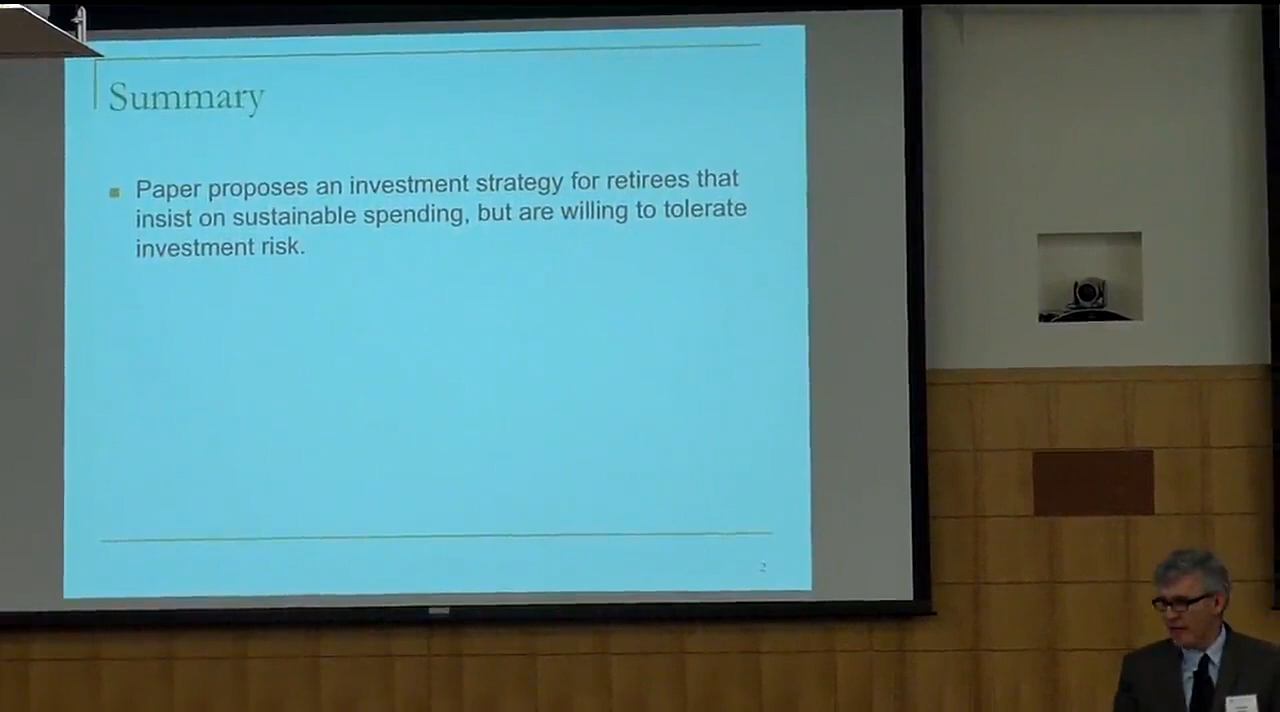 Summary
Paper proposes an investment strategy for retirees that
insist on sustainable spending, but are willing to tolerate
investment risk.
2